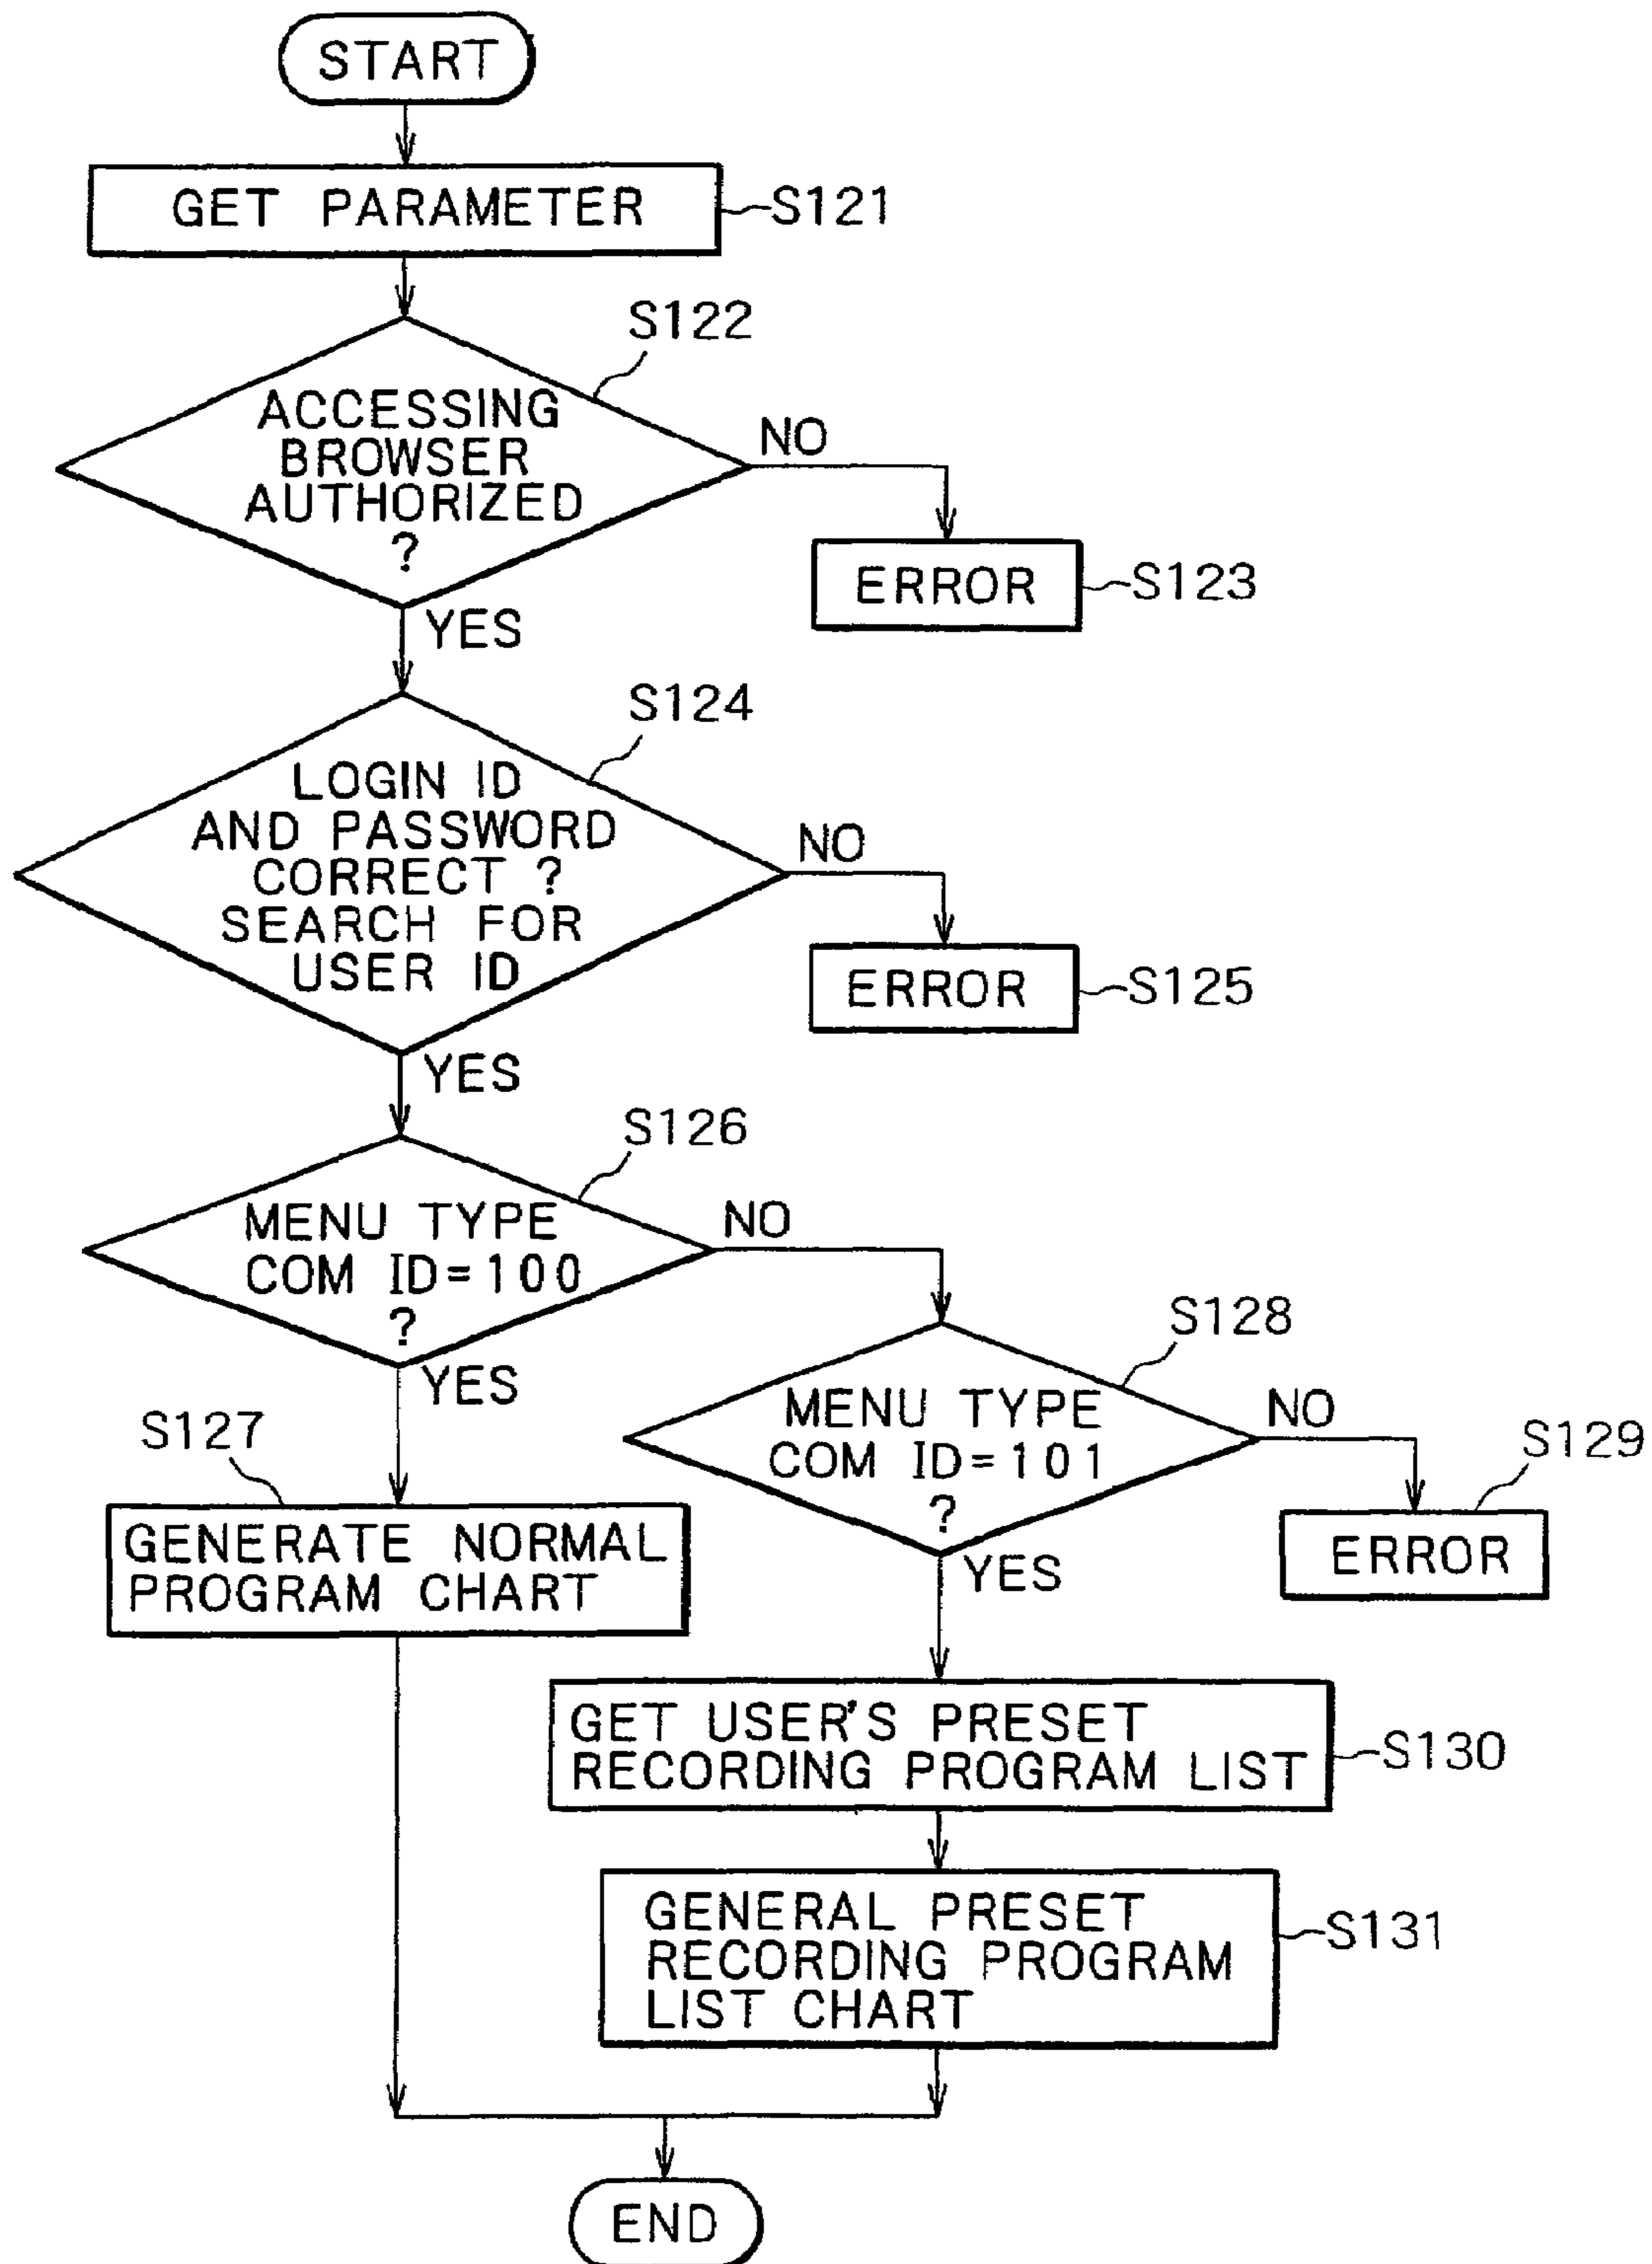 START
GET PARAMETER
S121
S122
ACCESSING
BROWSER
AUTHORIZED
?
NO
YES
ERROR
S123
S124
LOGIN ID
AND PASSWORD
CORRECT ?
SEARCH FOR
USER ID
NO
YES
ERROR
S125
S126
MENU TYPE
COM ID=100
?
NO
YES
S127
GENERATE NORMAL
PROGRAM CHART
S128
MENU TYPE
COM ID=101
?
NO
YES
S129
ERROR
GET USER'S PRESET
RECORDING PROGRAM LIST
S130
GENERAL PRESET
RECORDING PROGRAM
LIST CHART
S131
END